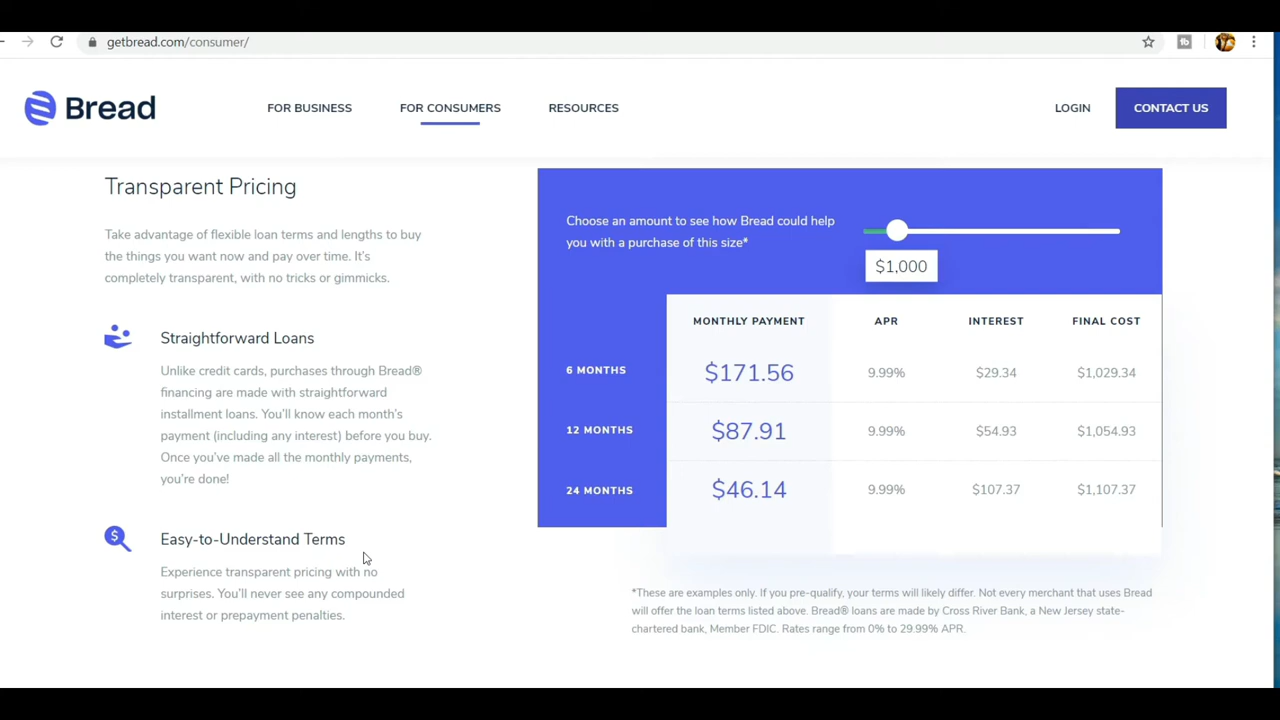 getbread.com/consumer/
Bread
FOR BUSINESS
FOR CONSUMERS
RESOURCES
LOGIN
CONTACT US
Transparent Pricing
Take advantage of flexible loan terms and lengths to buy
the things you want now and pay over time. It's
completely transparent, with no tricks or gimmicks.
Straightforward Loans
Unlike credit cards, purchases through Bread®
financing are made with straightforward
installment loans. You'll know each month's
payment (including any interest) before you buy.
Once you've made all the monthly payments,
you're done!
Easy-to-Understand Terms
Experience transparent pricing with no
surprises. You'll never see any compounded
interest or prepayment penalties.
Choose an amount to see how Bread could help
you with a purchase of this size*
$1,000
MONTHLY PAYMENT APR INTEREST FINAL COST
6 MONTHS $171.56 9.99% $29.34 $1,029.34
12 MONTHS $87.91 9.99% $54.93 $1,054.93
24 MONTHS $46.14 9.99% $107.37 $1,107.37
*These are examples only. If you pre-qualify, your terms will likely differ. Not every merchant that uses Bread
will offer the loan terms listed above. Bread® loans are made by Cross River Bank, a New Jersey state-
chartered bank, Member FDIC. Rates range from 0% to 29.99% APR.